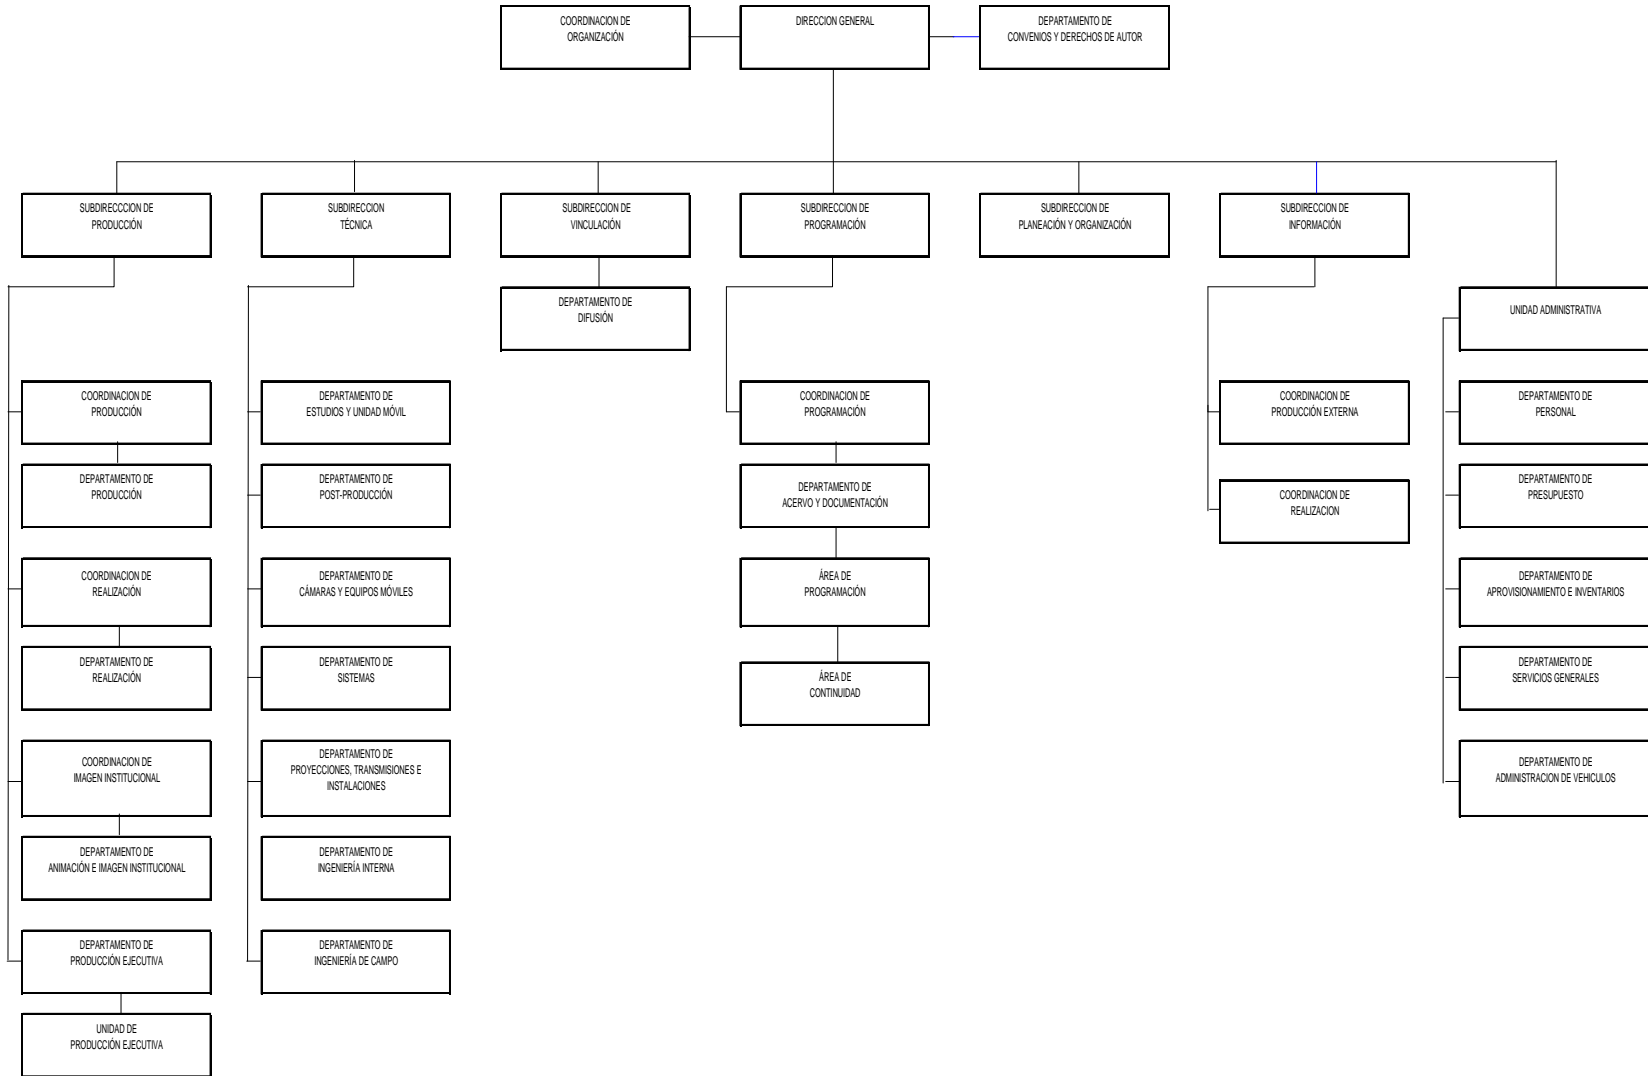 COORDINACION DE
ORGANIZACIÓN
DIRECCION GENERAL
DEPARTAMENTO DE
CONVENIOS Y DERECHOS DE AUTOR
SUBDIRECCCION DE
PRODUCCIÓN
SUBDIRECCION
TÉCNICA
SUBDIRECCION DE
VINCULACIÓN
SUBDIRECCION DE
PROGRAMACIÓN
SUBDIRECCION DE
PLANEACIÓN Y ORGANIZACIÓN
SUBDIRECCION DE
INFORMACIÓN
DEPARTAMENTO DE
DIFUSIÓN
UNIDAD ADMINISTRATIVA
COORDINACION DE
PRODUCCIÓN
DEPARTAMENTO DE
ESTUDIOS Y UNIDAD MÓVIL
COORDINACION DE
PROGRAMACIÓN
COORDINACION DE
PRODUCCIÓN EXTERNA
DEPARTAMENTO DE
PERSONAL
DEPARTAMENTO DE
PRODUCCIÓN
DEPARTAMENTO DE
POST-PRODUCCIÓN
DEPARTAMENTO DE
ACERVO Y DOCUMENTACIÓN
COORDINACION DE
REALIZACION
DEPARTAMENTO DE
PRESUPUESTO
COORDINACION DE
REALIZACIÓN
DEPARTAMENTO DE
CÁMARAS Y EQUIPOS MÓVILES
ÁREA DE
PROGRAMACIÓN
DEPARTAMENTO DE
APROVISIONAMIENTO E INVENTARIOS
DEPARTAMENTO DE
REALIZACIÓN
DEPARTAMENTO DE
SISTEMAS
ÁREA DE
CONTINUIDAD
DEPARTAMENTO DE
SERVICIOS GENERALES
COORDINACION DE
IMAGEN INSTITUCIONAL
DEPARTAMENTO DE
PROYECCIONES, TRANSMISIONES E
INSTALACIONES
DEPARTAMENTO DE
ADMINISTRACION DE VEHICULOS
DEPARTAMENTO DE
ANIMACIÓN E IMAGEN INSTITUCIONAL
DEPARTAMENTO DE
INGENIERÍA INTERNA
DEPARTAMENTO DE
PRODUCCIÓN EJECUTIVA
DEPARTAMENTO DE
INGENIERÍA DE CAMPO
UNIDAD DE
PRODUCCIÓN EJECUTIVA